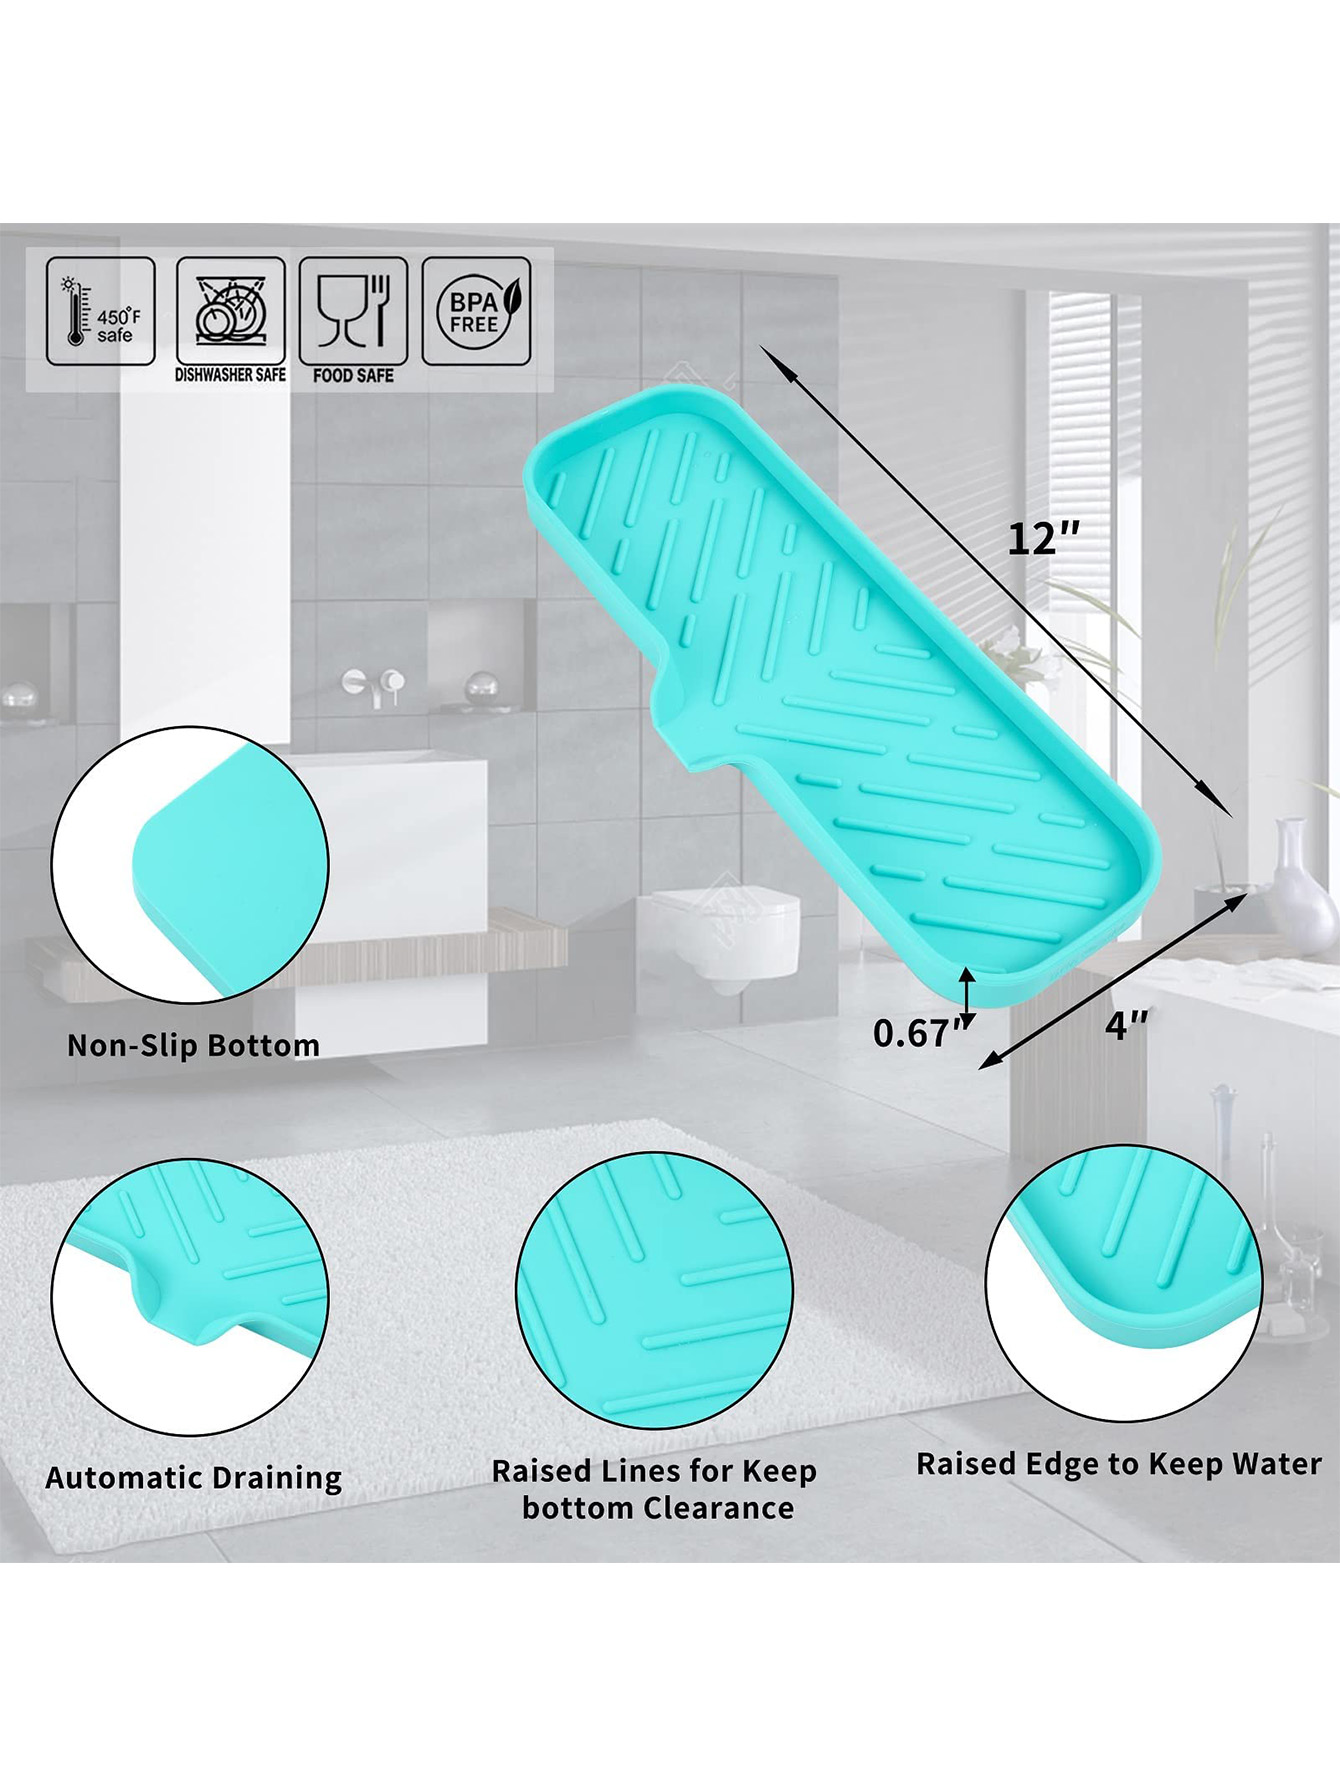 450°F
safe
DISHWASHER SAFE
FOOD SAFE
BPA
FREE
12"
0.67"
4"
Non-Slip Bottom
Automatic Draining
Raised Lines for Keep
bottom Clearance
Raised Edge to Keep Water